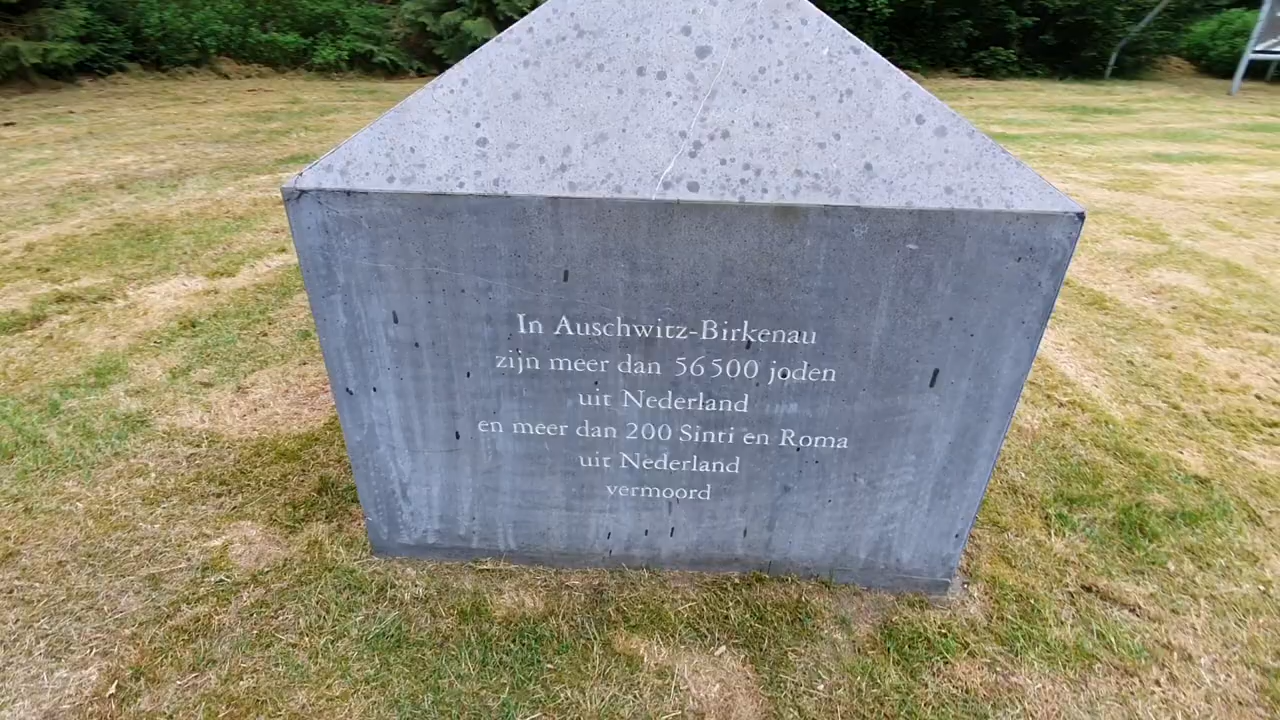 In Auschwitz-Birkenau
zijn meer dan 56500 joden
uit Nederland
en meer dan 200 Sinti en Roma
uit Nederland
vermoord